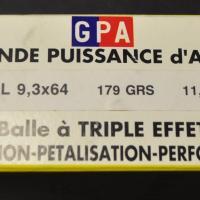 GPA
NDE PUISSANCE d'A
L 9,3x64 179 GRS 11,
Balle à TRIPLE EFFET
ION-PETALISATION-PERFO